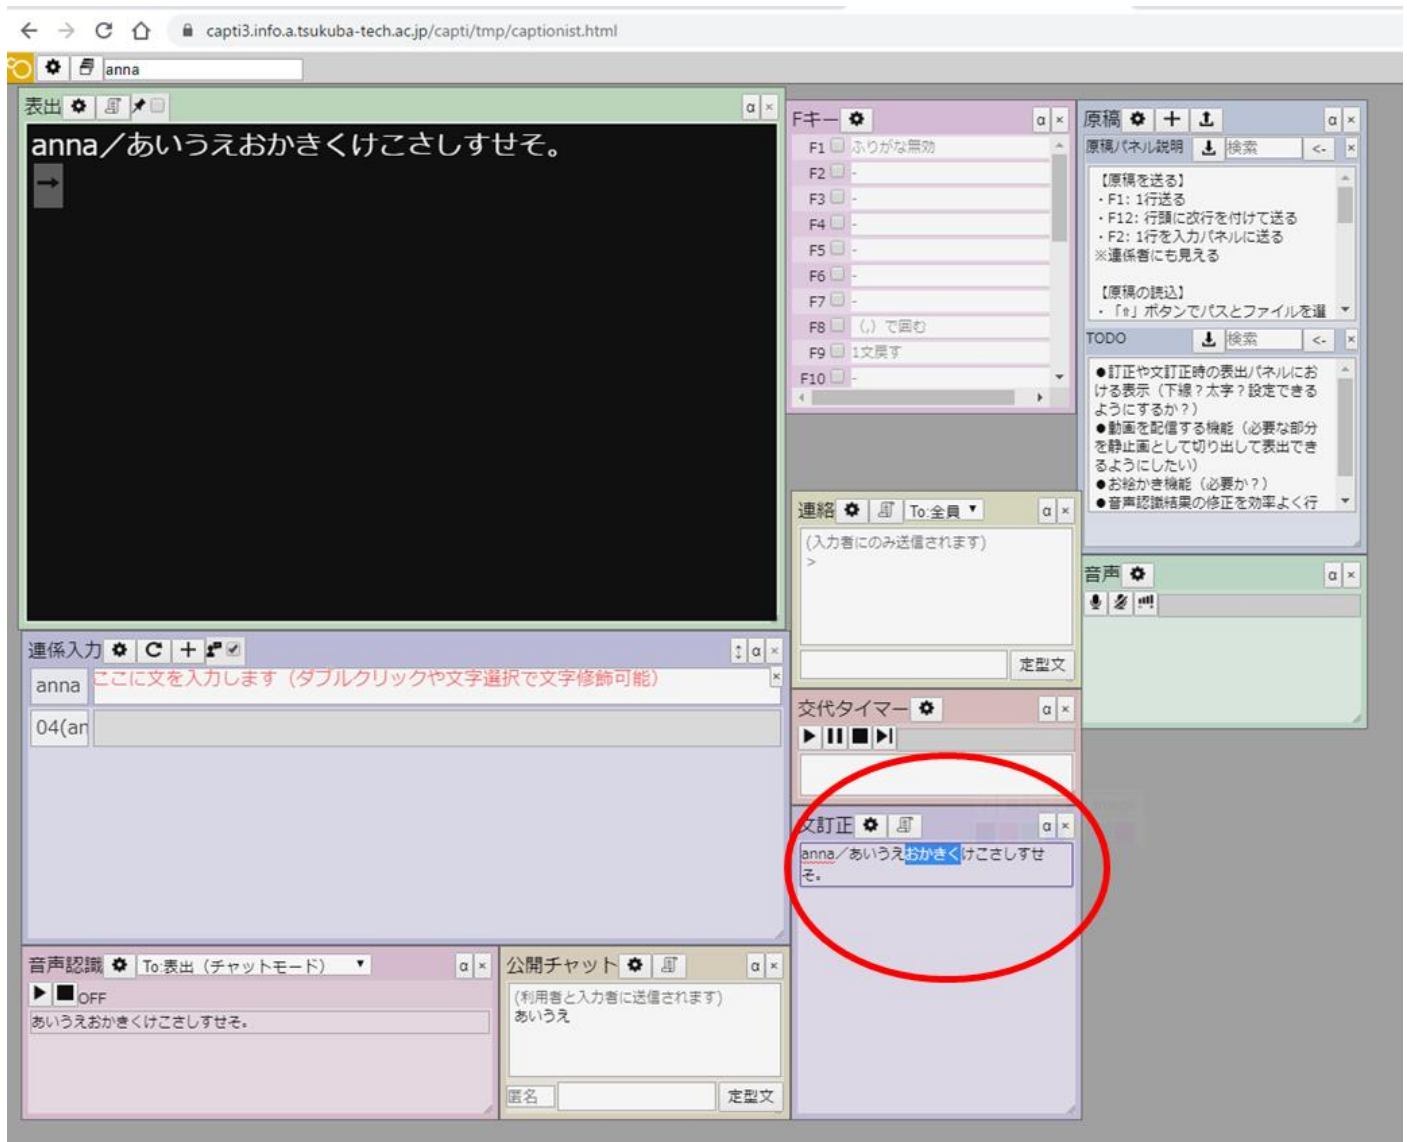 capti3.info.a.tsukuba-tech.ac.jp/capti/tmp/captionist.html
anna
表出
α ×
anna／あいうえおかきくけこさしすせそ。
→
Fキー
α ×
F1 ふりがな無効
F2 -
F3 -
F4 -
F5 -
F6 -
F7 -
F8 （,）で囲む
F9 1文戻す
F10 -
原稿
α ×
原稿パネル説明 検索 <- ×
【原稿を送る】
・F1: 1行送る
・F12: 行頭に改行を付けて送る
・F2: 1行を入力パネルに送る
※連係者にも見える
【原稿の読込】
・「⇑」ボタンでパスとファイルを選
TODO 検索 <- ×
●訂正や文訂正時の表出パネルにお
ける表示（下線？太字？設定できる
ようにするか？）
●動画を配信する機能（必要な部分
を静止画として切り出して表出でき
るようにしたい）
●お絵かき機能（必要か？）
●音声認識結果の修正を効率よく行
連絡 To:全員 ▼ α ×
(入力者にのみ送信されます)
>
定型文
音声 α ×
連係入力 ↕ α ×
anna ここに文を入力します（ダブルクリックや文字選択で文字修飾可能） ×
04(an
交代タイマー α ×
文訂正 α ×
anna／あいうえおかきくけこさしすせ
そ。
音声認識 To:表出（チャットモード） ▼ α ×
OFF
あいうえおかきくけこさしすせそ。
公開チャット α ×
(利用者と入力者に送信されます)
あいうえ
匿名 定型文